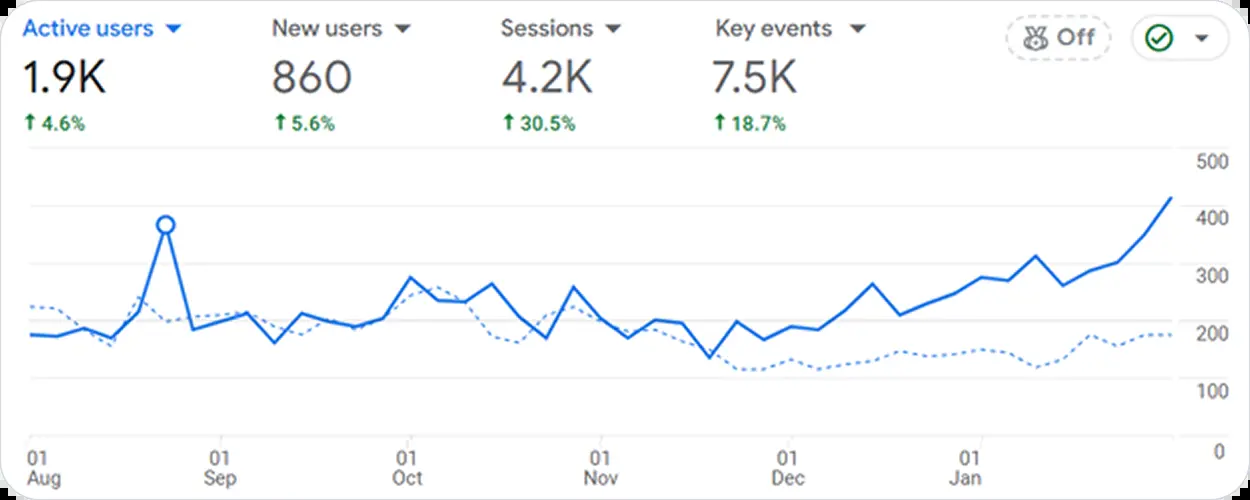 Active users New users Sessions Key events Off
1.9K 860 4.2K 7.5K
↑ 4.6% ↑ 5.6% ↑ 30.5% ↑ 18.7%
500
400
300
200
100
0
01 01 01 01 01 01
Aug Sep Oct Nov Dec Jan